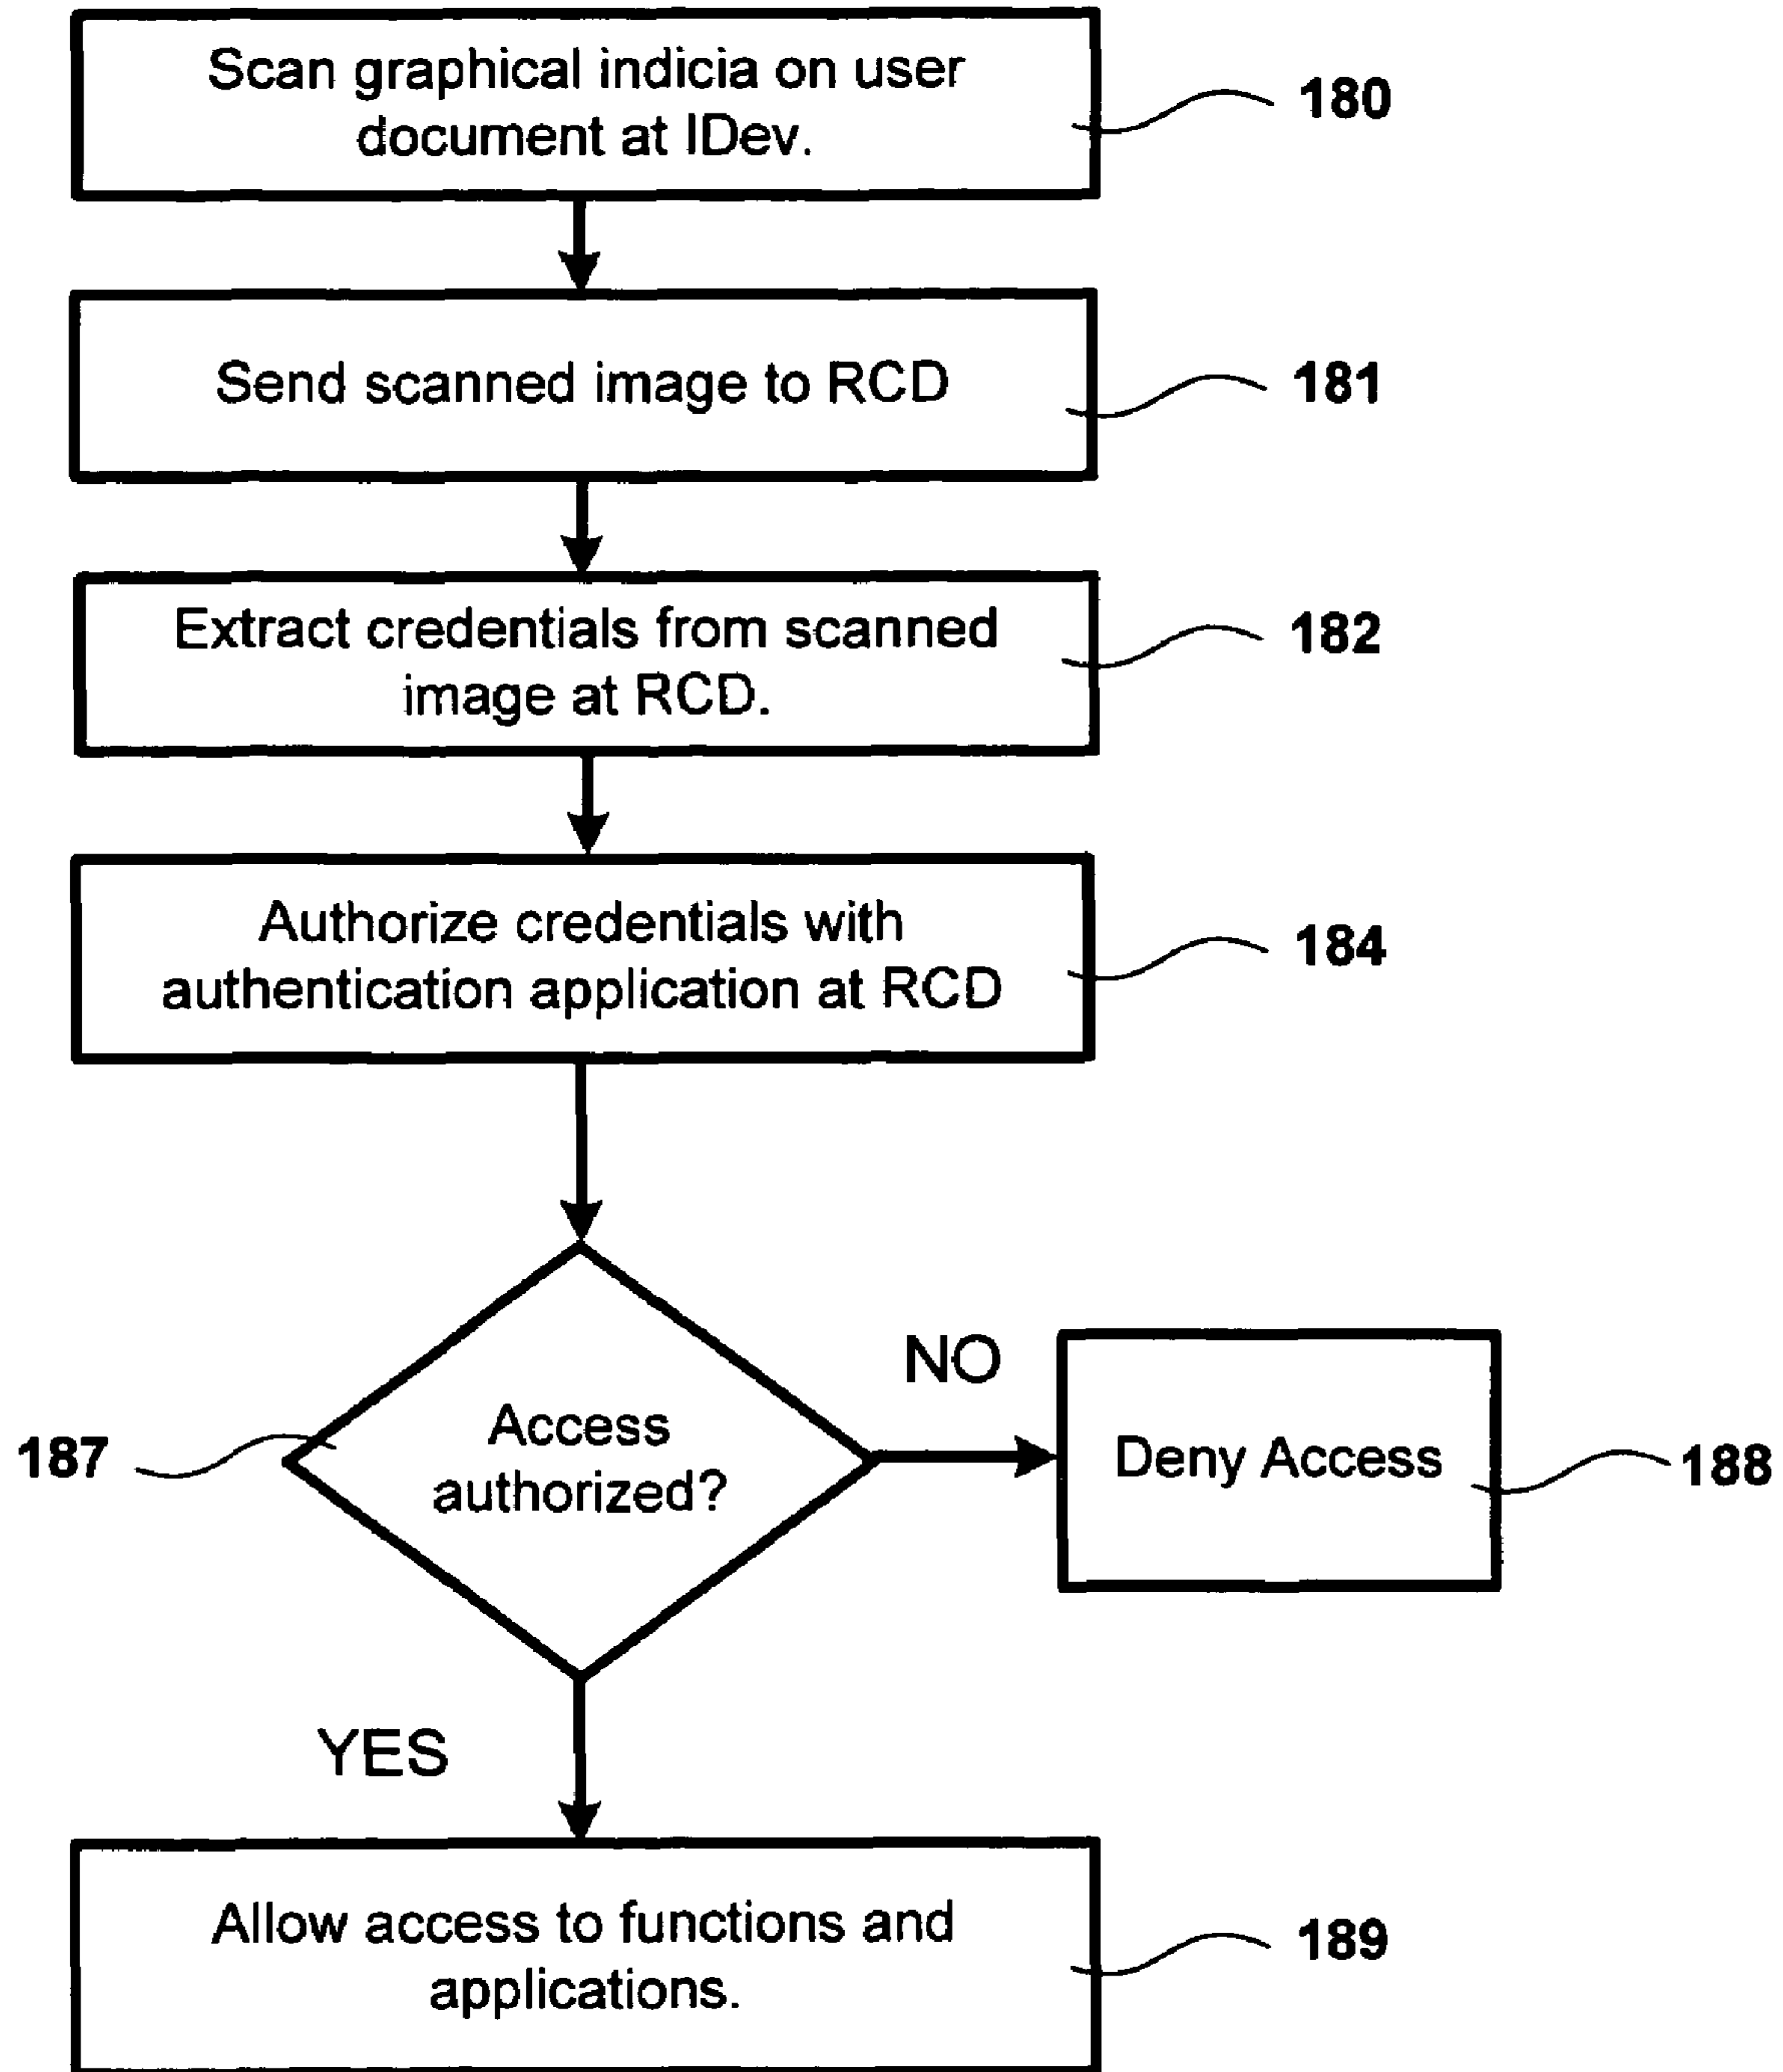 Scan graphical indicia on user
document at IDev.
180
Send scanned image to RCD
181
Extract credentials from scanned
image at RCD.
182
Authorize credentials with
authentication application at RCD
184
Access
authorized?
187
NO
Deny Access
188
YES
Allow access to functions and
applications.
189